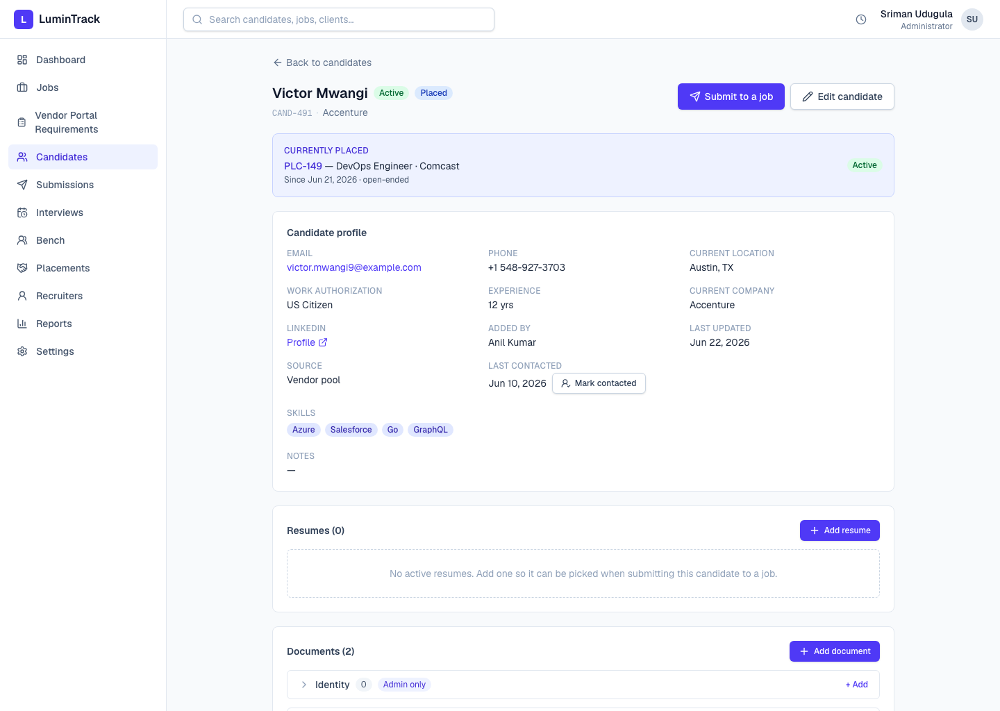 L LuminTrack
Search candidates, jobs, clients...
Sriman Udugula
Administrator
SU
Dashboard
Jobs
Vendor Portal
Requirements
Candidates
Submissions
Interviews
Bench
Placements
Recruiters
Reports
Settings
Back to candidates
Victor Mwangi Active Placed
CAND-491 · Accenture
Submit to a job
Edit candidate
CURRENTLY PLACED
PLC-149 — DevOps Engineer · Comcast
Since Jun 21, 2026 · open-ended
Active
Candidate profile
EMAIL
victor.mwangi9@example.com
PHONE
+1 548-927-3703
CURRENT LOCATION
Austin, TX
WORK AUTHORIZATION
US Citizen
EXPERIENCE
12 yrs
CURRENT COMPANY
Accenture
LINKEDIN
Profile
ADDED BY
Anil Kumar
LAST UPDATED
Jun 22, 2026
SOURCE
Vendor pool
LAST CONTACTED
Jun 10, 2026 Mark contacted
SKILLS
Azure Salesforce Go GraphQL
NOTES
—
Resumes (0)
Add resume
No active resumes. Add one so it can be picked when submitting this candidate to a job.
Documents (2)
Add document
Identity 0 Admin only
+ Add